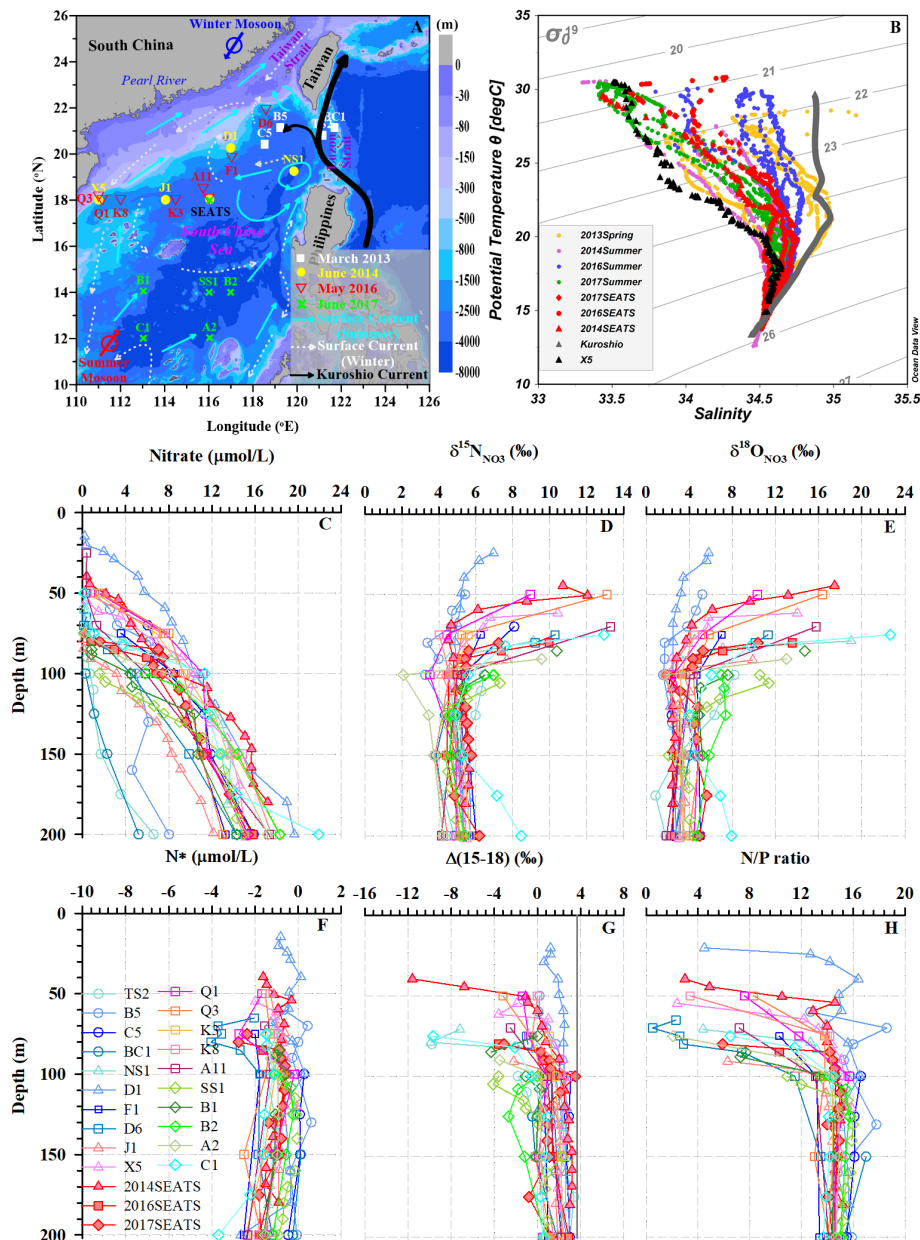 (m)
A
Winter Mosoon
South China
Taiwan
Strait
Taiwan
Pearl River
D6
B5
BC1
C5
D1
F1
Luzon
Strait
NS1
X5
Q3
Q1
K8
J1
K3
A11
SEATS
South China
Sea
Philippines
B1
SS1
B2
C1
A2
Summer
Mosoon
March 2013
June 2014
May 2016
June 2017
Surface Current
(Summer)
Surface Current
(Winter)
Kuroshio Current
24
22
20
18
16
14
12
10
Latitude (°N)
110 112 114 116 118 120 122 124 126
Longitude (°E)
0
-30
-80
-150
-300
-500
-800
-1500
-2000
-4000
-8000
B
σ₀ 19
20
21
22
23
26
27
35
30
25
20
15
10
Potential Temperature θ [degC]
2013Spring
2014Summer
2016Summer
2017Summer
2017SEATS
2016SEATS
2014SEATS
Kuroshio
X5
33 33.5 34 34.5 35 35.5
Salinity
Ocean Data View
Nitrate (μmol/L)
0 4 8 12 16 20 24
C
δ15NNO3 (‰)
2 4 6 8 10 12 14
D
δ18ONO3 (‰)
0 4 8 12 16 20 24
E
0
50
100
150
200
Depth (m)
N* (μmol/L)
-10 -8 -6 -4 -2 0 2
F
Δ(15-18) (‰)
-16 -12 -8 -4 0 4 8
G
N/P ratio
0 4 8 12 16 20
H
0
50
100
150
200
Depth (m)
TS2
B5
C5
BC1
NS1
D1
F1
D6
J1
X5
2014SEATS
2016SEATS
2017SEATS
Q1
Q3
K3
K8
A11
SS1
B1
B2
A2
C1